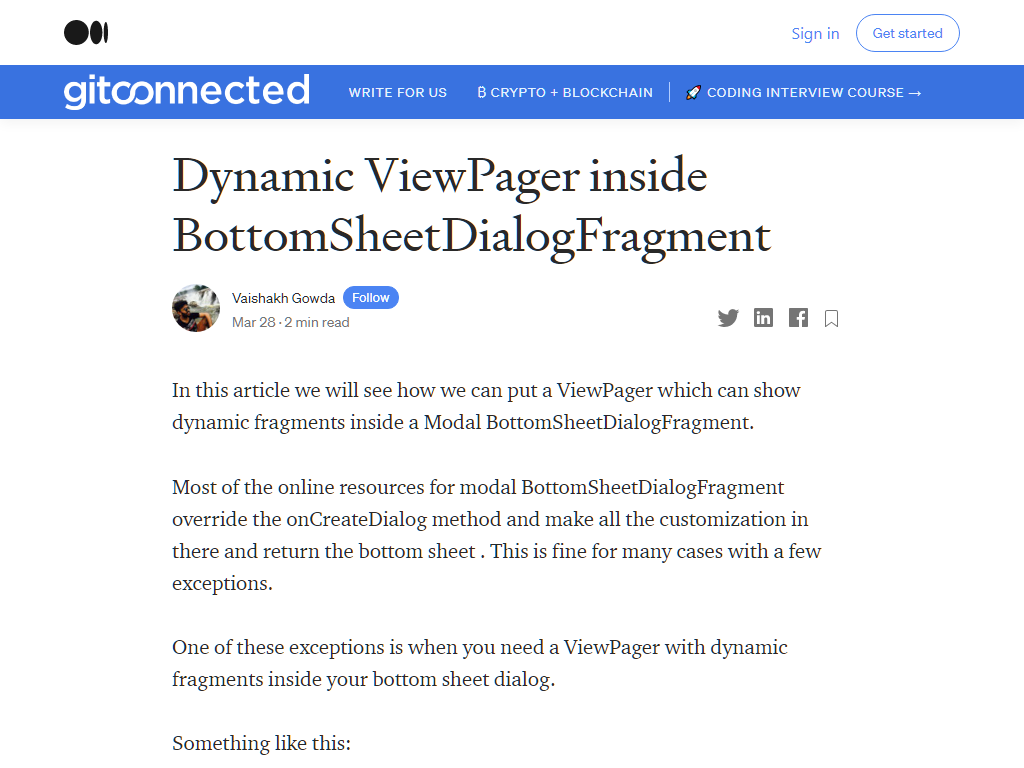 Sign in
Get started
gitconnected
WRITE FOR US
₿ CRYPTO + BLOCKCHAIN
🚀 CODING INTERVIEW COURSE →
Dynamic ViewPager inside
BottomSheetDialogFragment
Vaishakh Gowda
Follow
Mar 28 · 2 min read
In this article we will see how we can put a ViewPager which can show
dynamic fragments inside a Modal BottomSheetDialogFragment.
Most of the online resources for modal BottomSheetDialogFragment
override the onCreateDialog method and make all the customization in
there and return the bottom sheet . This is fine for many cases with a few
exceptions.
One of these exceptions is when you need a ViewPager with dynamic
fragments inside your bottom sheet dialog.
Something like this: